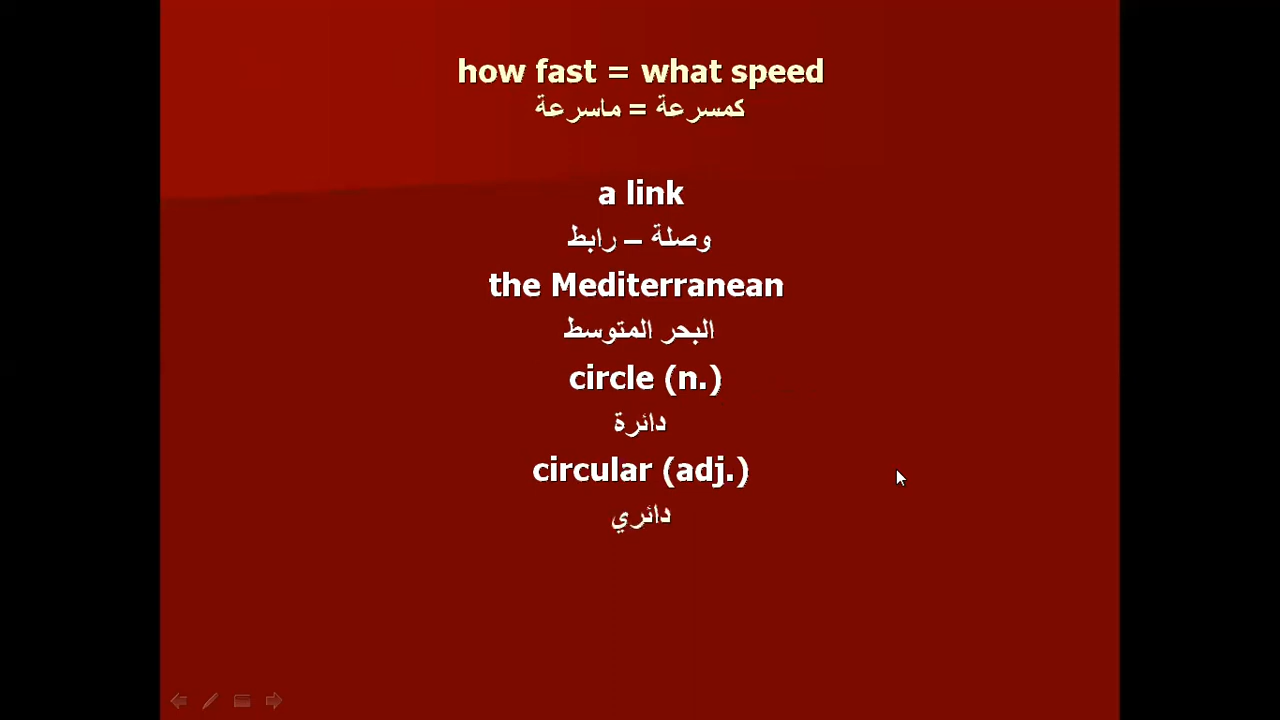 how fast = what speed
كمسرعة = ماسرعة
a link
وصلة – رابط
the Mediterranean
البحر المتوسط
circle (n.)
دائرة
circular (adj.)
دائري